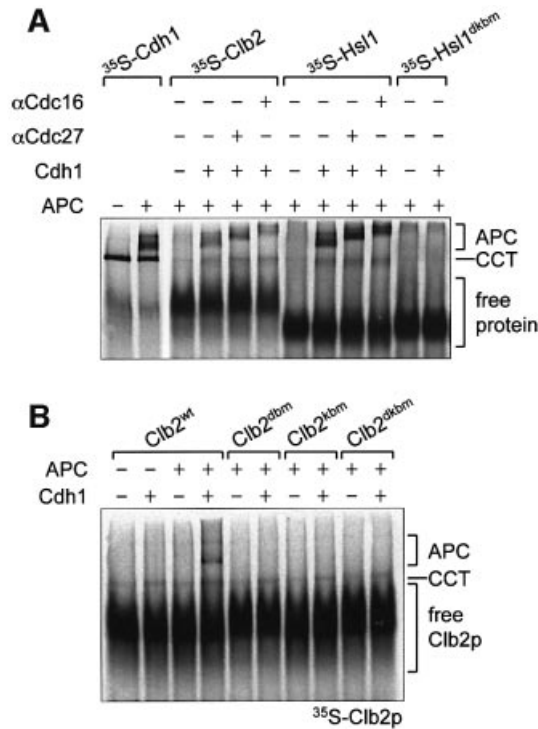 A
³⁵S-Cdh1 ³⁵S-Clb2 ³⁵S-Hsl1 ³⁵S-Hsl1ᵈᵏᵇᵐ
αCdc16 – – – + – – – + – –
αCdc27 – – + – – – + – – –
Cdh1 – + + + – + + + – +
APC – + + + + + + + + + + +
APC
CCT
free
protein
B
Clb2ʷᵗ Clb2ᵈᵇᵐ Clb2ᵏᵇᵐ Clb2ᵈᵏᵇᵐ
APC – – + + + + + + + +
Cdh1 – + – + – + – + – +
APC
CCT
free
Clb2p
³⁵S-Clb2p